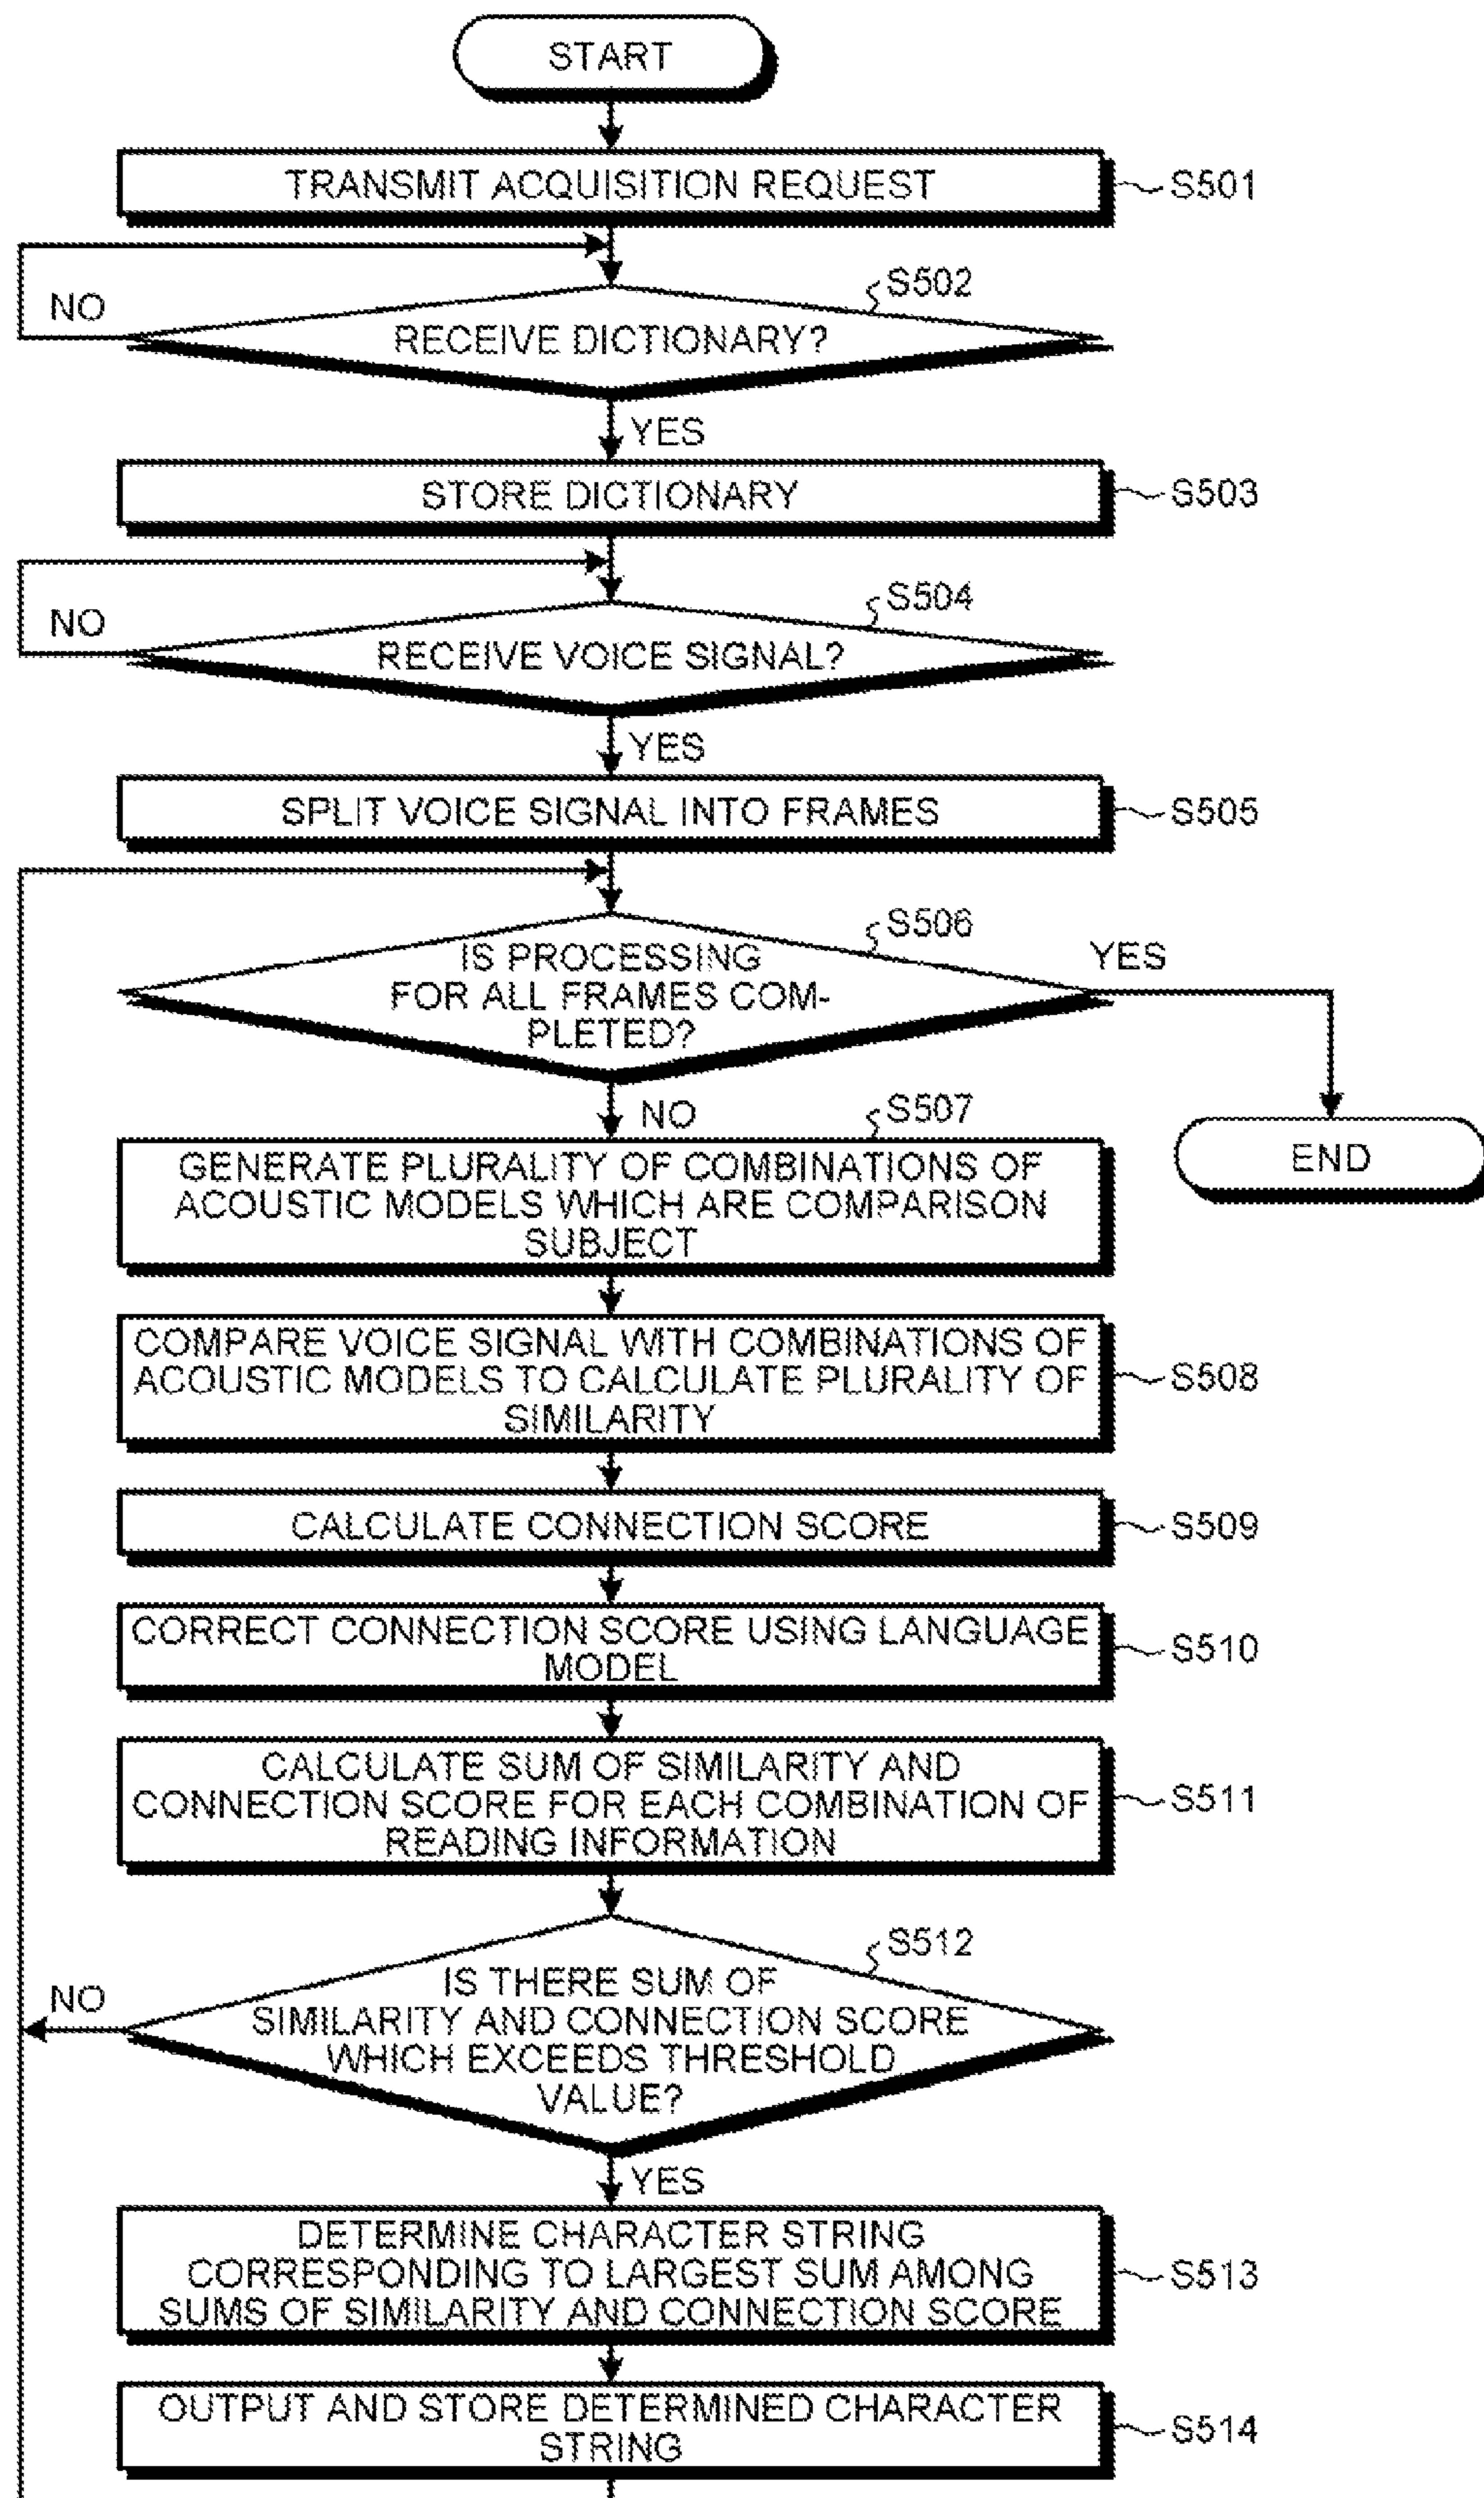 START
TRANSMIT ACQUISITION REQUEST
S501
S502
NO
RECEIVE DICTIONARY?
YES
STORE DICTIONARY
S503
S504
NO
RECEIVE VOICE SIGNAL?
YES
SPLIT VOICE SIGNAL INTO FRAMES
S505
S506
YES
IS PROCESSING
FOR ALL FRAMES COM-
PLETED?
NO
S507
END
GENERATE PLURALITY OF COMBINATIONS OF
ACOUSTIC MODELS WHICH ARE COMPARISON
SUBJECT
COMPARE VOICE SIGNAL WITH COMBINATIONS OF
ACOUSTIC MODELS TO CALCULATE PLURALITY OF
SIMILARITY
S508
CALCULATE CONNECTION SCORE
S509
CORRECT CONNECTION SCORE USING LANGUAGE
MODEL
S510
CALCULATE SUM OF SIMILARITY AND
CONNECTION SCORE FOR EACH COMBINATION OF
READING INFORMATION
S511
S512
NO
IS THERE SUM OF
SIMILARITY AND CONNECTION SCORE
WHICH EXCEEDS THRESHOLD
VALUE?
YES
DETERMINE CHARACTER STRING
CORRESPONDING TO LARGEST SUM AMONG
SUMS OF SIMILARITY AND CONNECTION SCORE
S513
OUTPUT AND STORE DETERMINED CHARACTER
STRING
S514